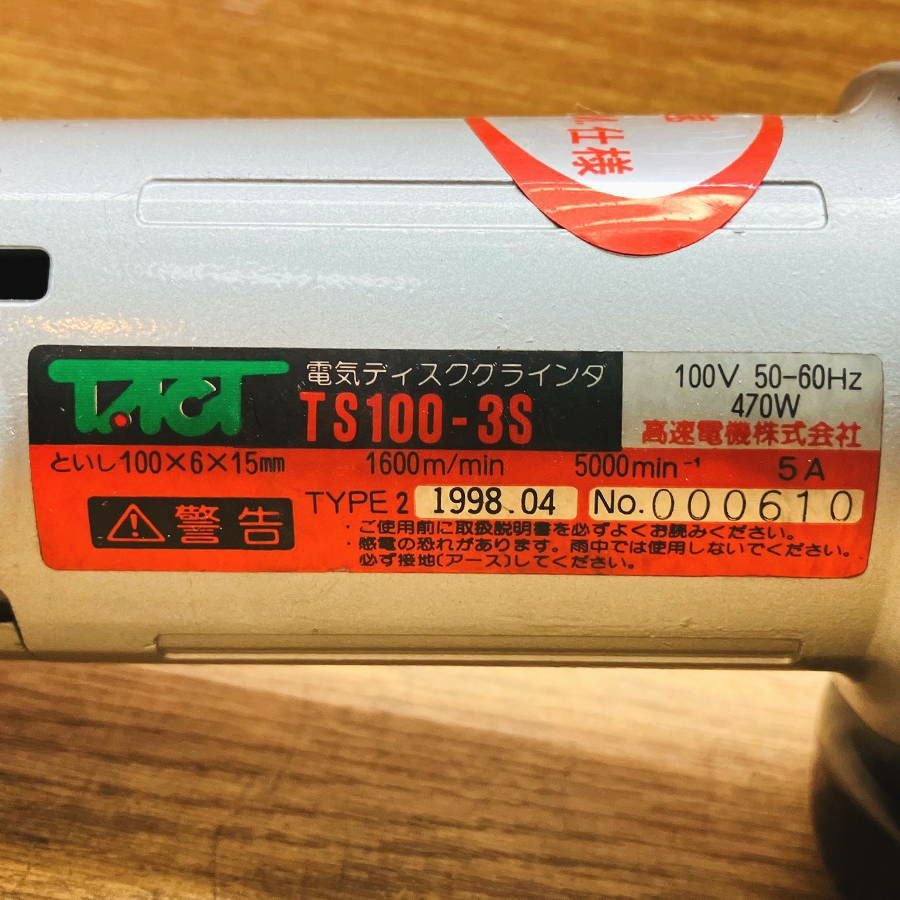 仕様
TACT
電気ディスクグラインダ
TS100-3S
100V 50-60Hz
470W
高速電機株式会社
といし100×6×15mm 1600m/min 5000min⁻¹ 5A
TYPE2 1998.04 No.000610
警告
・ご使用前に取扱説明書を必ずよくお読みください。
・感電の恐れがあります。雨中では使用しないでください。
必ず接地(アース)してください。